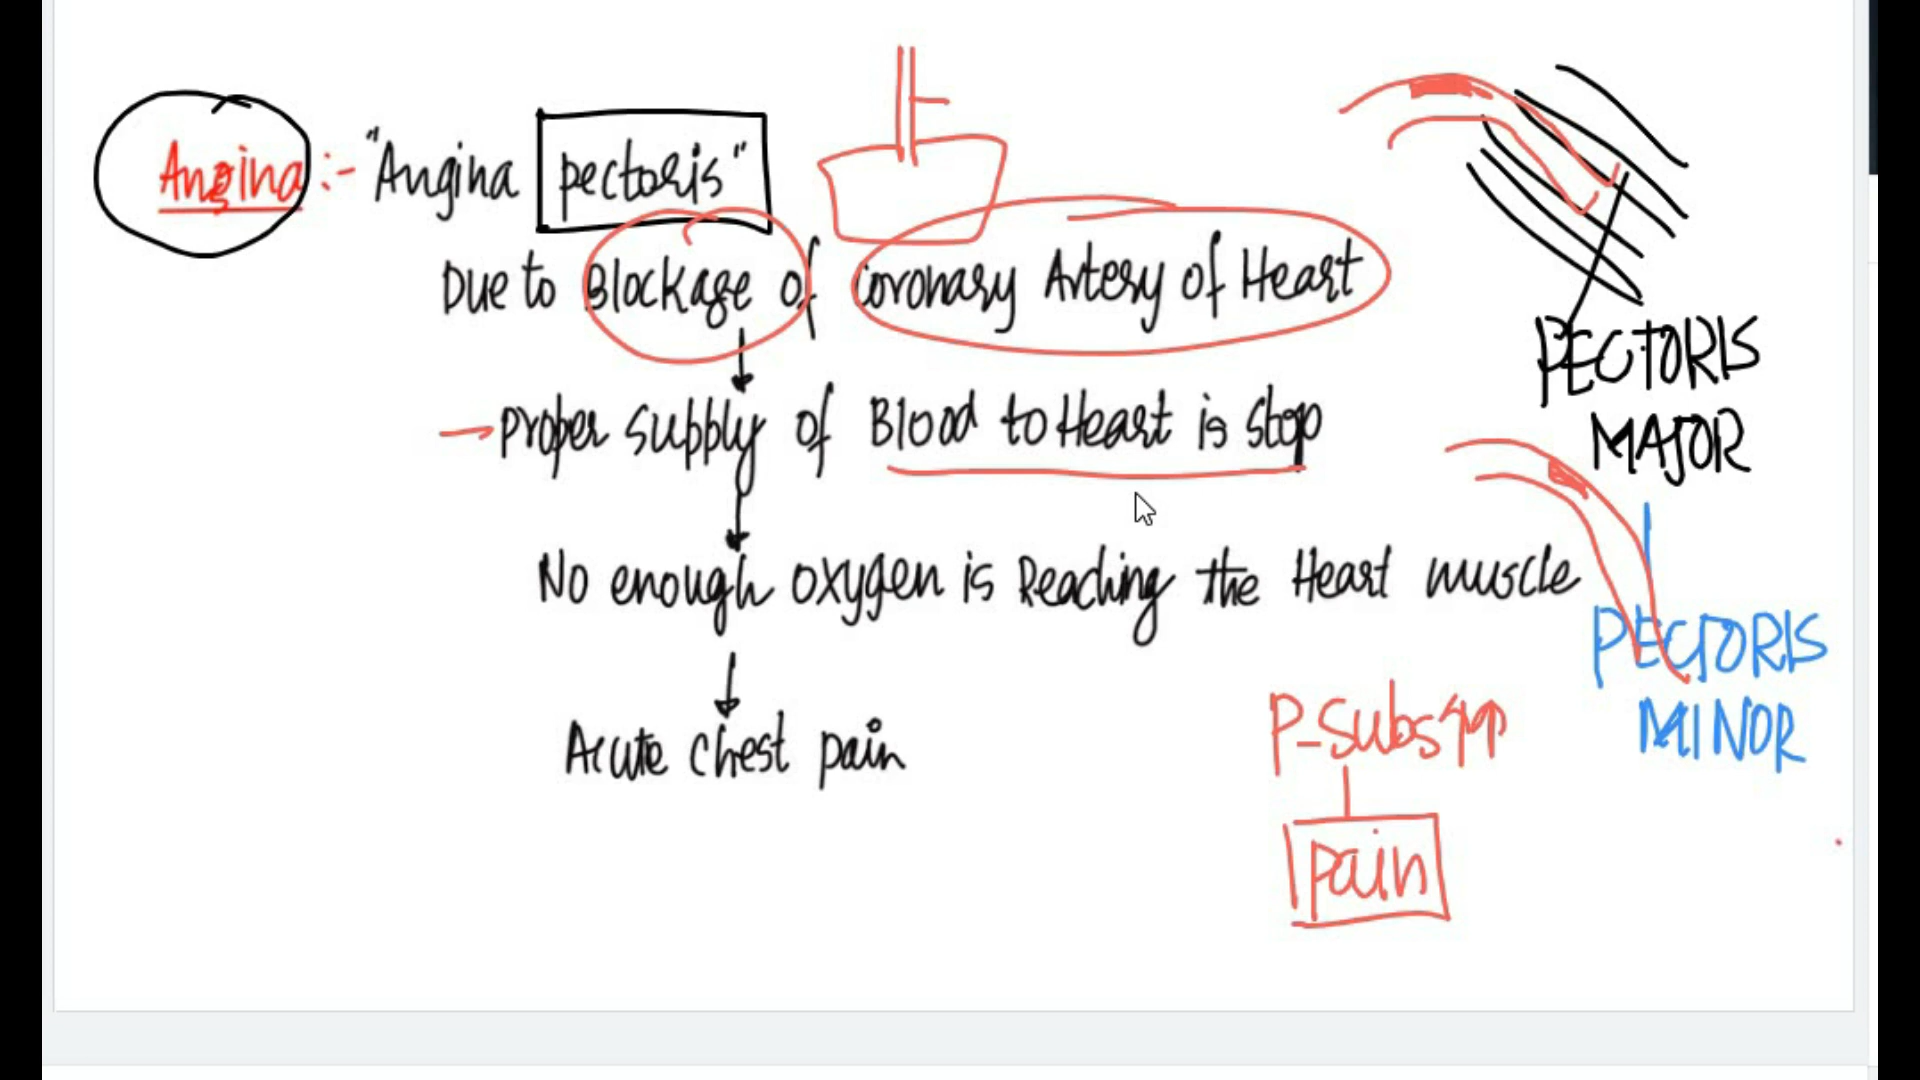 Angina :- "Angina pectoris"
Due to Blockage of Coronary Artery of Heart
Proper supply of Blood to Heart is stop
No enough oxygen is Reaching the Heart muscle
Acute chest pain
PECTORIS
MAJOR
PECTORIS
MINOR
pain